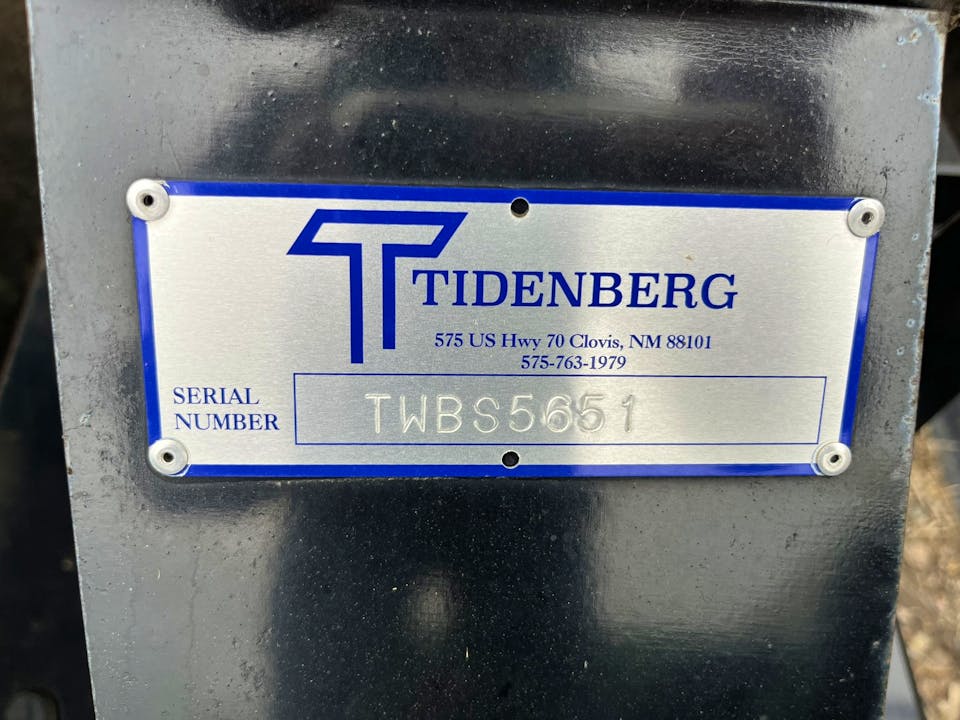 TIDENBERG
575 US Hwy 70 Clovis, NM 88101
575-763-1979
SERIAL
NUMBER
TWBS5651